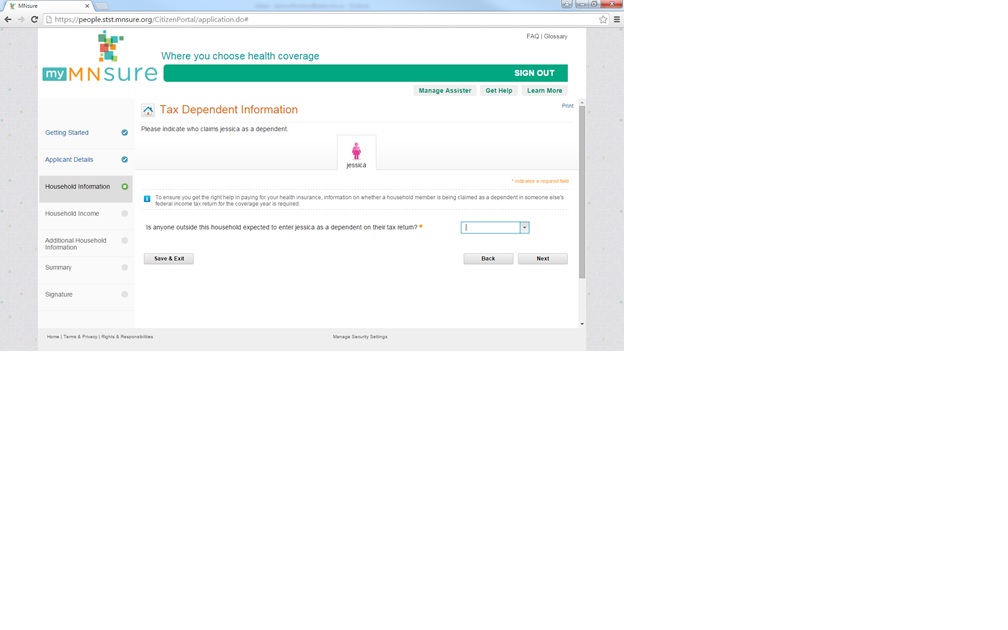 MNsure
https://people.stst.mnsure.org/CitizenPortal/application.do#
FAQ | Glossary
Where you choose health coverage
my MNsure
SIGN OUT
Manage Assister Get Help Learn More
Print
Tax Dependent Information
Please indicate who claims jessica as a dependent.
jessica
* indicates a required field
To ensure you get the right help in paying for your health insurance, information on whether a household member is being claimed as a dependent in someone else's
federal income tax return for the coverage year is required.
Is anyone outside this household expected to enter jessica as a dependent on their tax return? *
Save & Exit
Back
Next
Getting Started
Applicant Details
Household Information
Household Income
Additional Household
Information
Summary
Signature
Home | Terms & Privacy | Rights & Responsibilities
Manage Security Settings